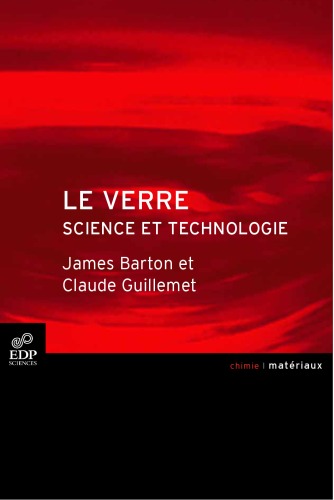 LE VERRE
SCIENCE ET TECHNOLOGIE
James Barton et
Claude Guillemet
EDP
SCIENCES
chimie | matériaux